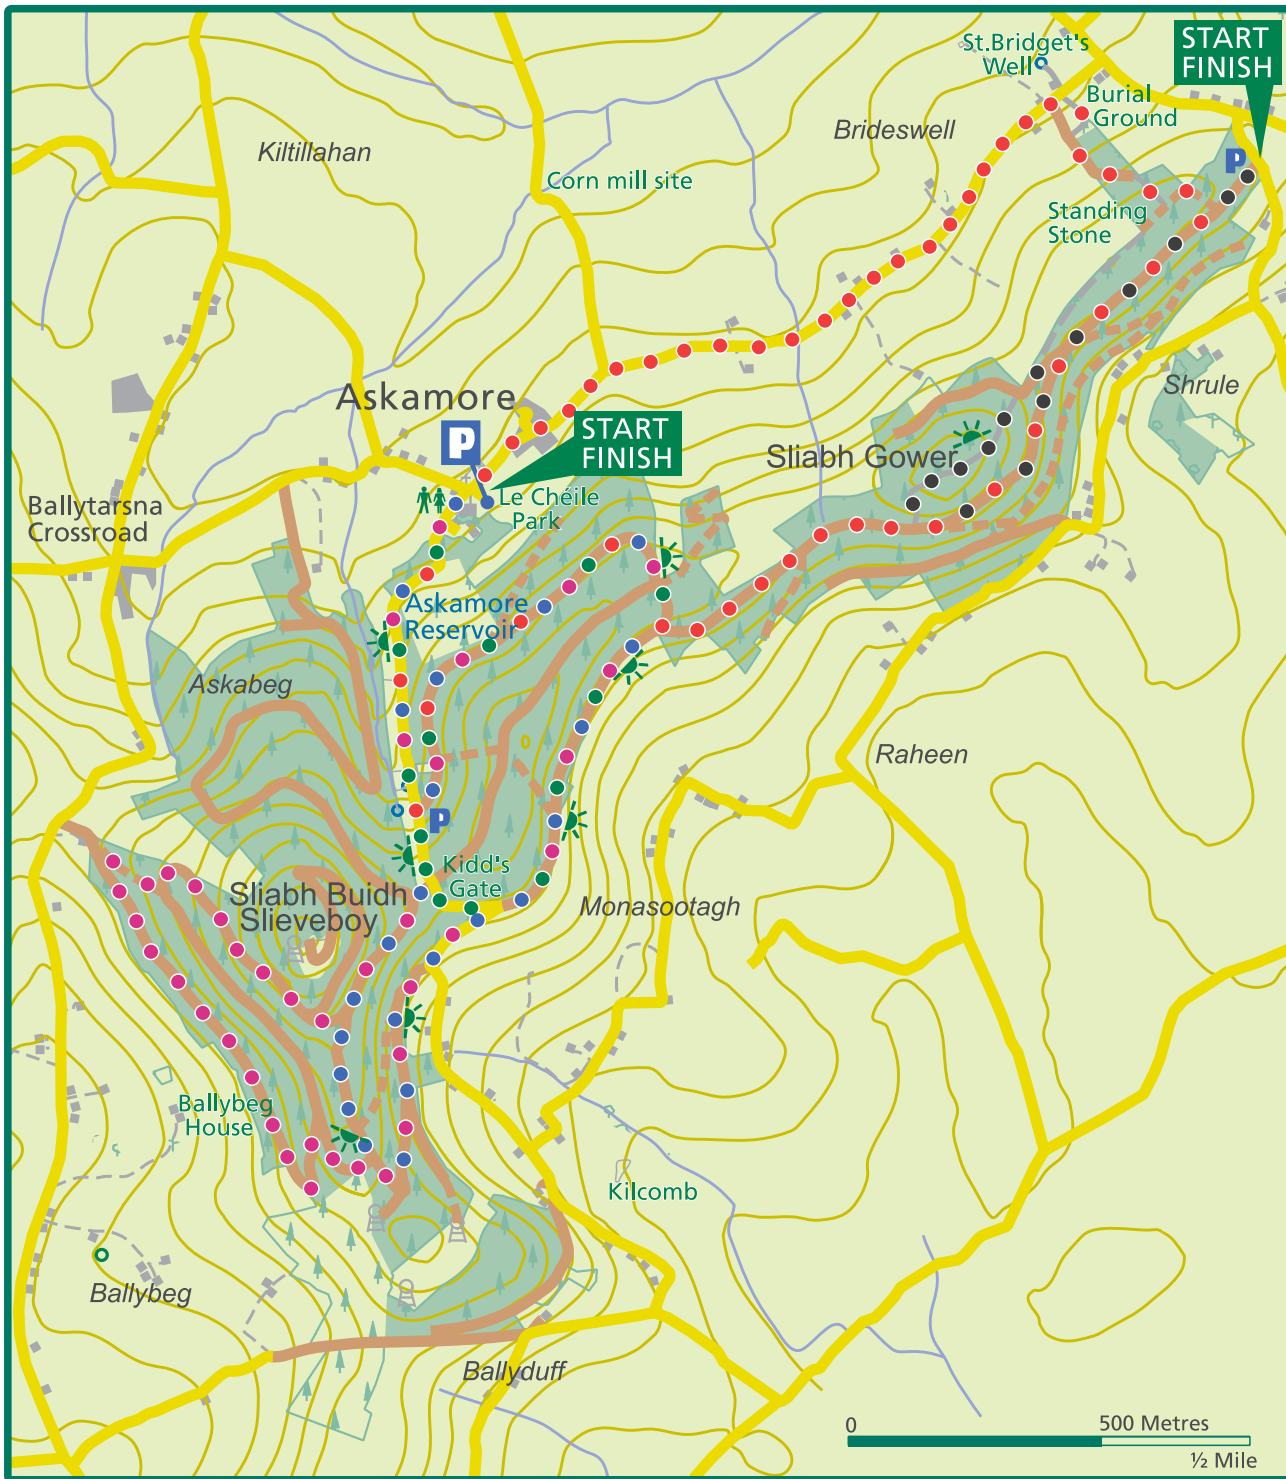 START
FINISH
St.Bridget's
Well
Burial
Ground
P
Brideswell
Kiltillahan
Corn mill site
Standing
Stone
Shrule
Askamore
P
START
FINISH
Sliabh Gower
Le Chéile
Park
Ballytarsna
Crossroad
Askamore
Reservoir
Askabeg
Raheen
P
Kidd's
Gate
Sliabh Buidh
Slieveboy
Monasootagh
Ballybeg
House
Kilcomb
Ballybeg
Ballyduff
0
500 Metres
½ Mile